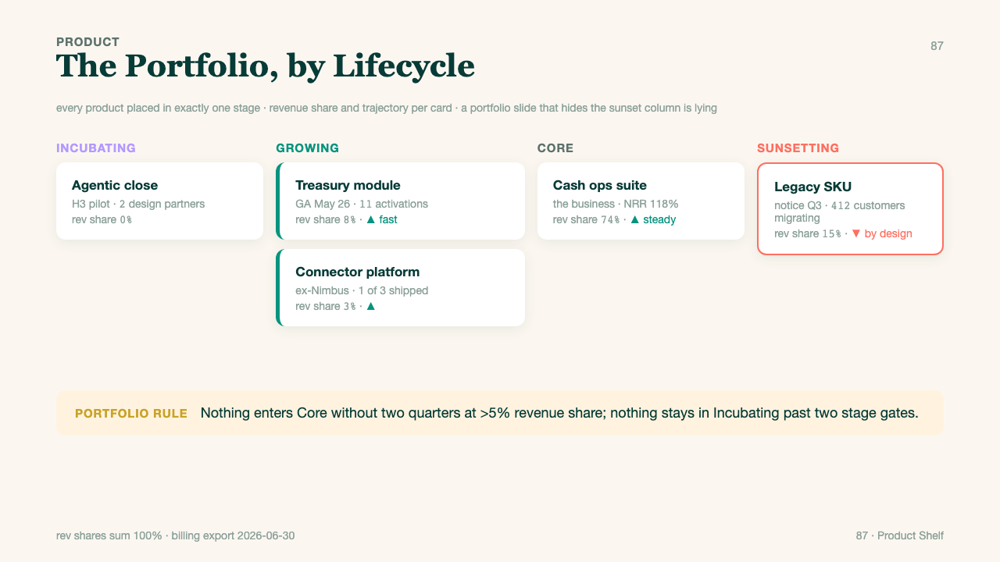 PRODUCT
87
The Portfolio, by Lifecycle
every product placed in exactly one stage · revenue share and trajectory per card · a portfolio slide that hides the sunset column is lying
INCUBATING
Agentic close
H3 pilot · 2 design partners
rev share 0%
GROWING
Treasury module
GA May 26 · 11 activations
rev share 8% · ▲ fast
Connector platform
ex-Nimbus · 1 of 3 shipped
rev share 3% · ▲
CORE
Cash ops suite
the business · NRR 118%
rev share 74% · ▲ steady
SUNSETTING
Legacy SKU
notice Q3 · 412 customers
migrating
rev share 15% · ▼ by design
PORTFOLIO RULE Nothing enters Core without two quarters at >5% revenue share; nothing stays in Incubating past two stage gates.
rev shares sum 100% · billing export 2026-06-30
87 · Product Shelf